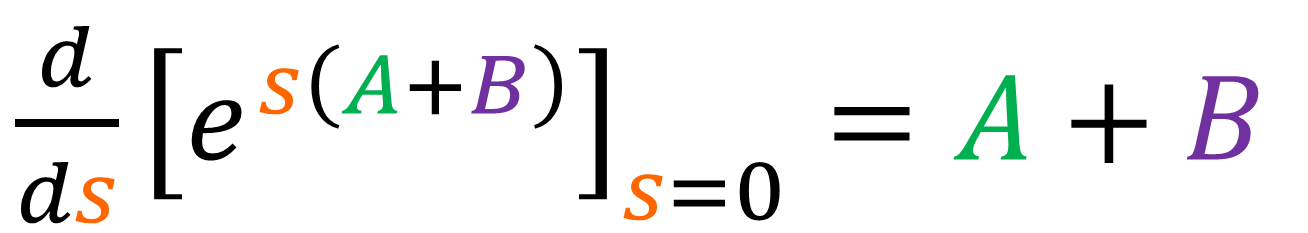 d/ds [e^{s(A+B)}]_{s=0} = A + B